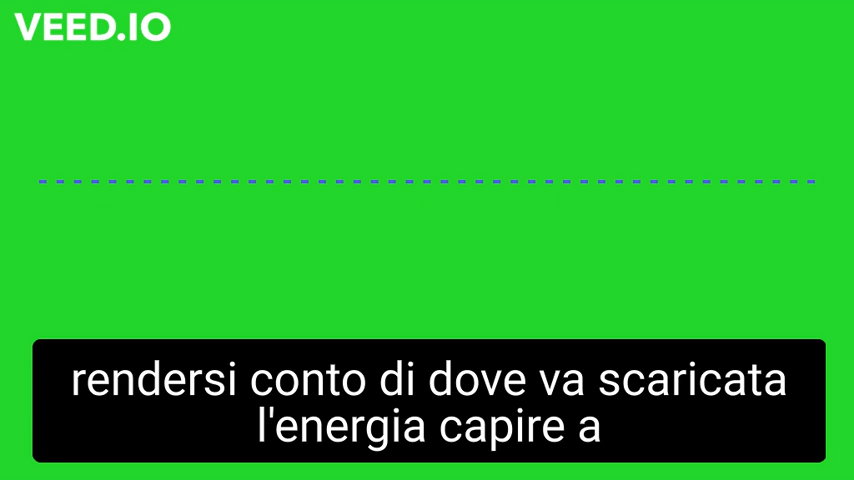 VEED.IO
rendersi conto di dove va scaricata
l'energia capire a